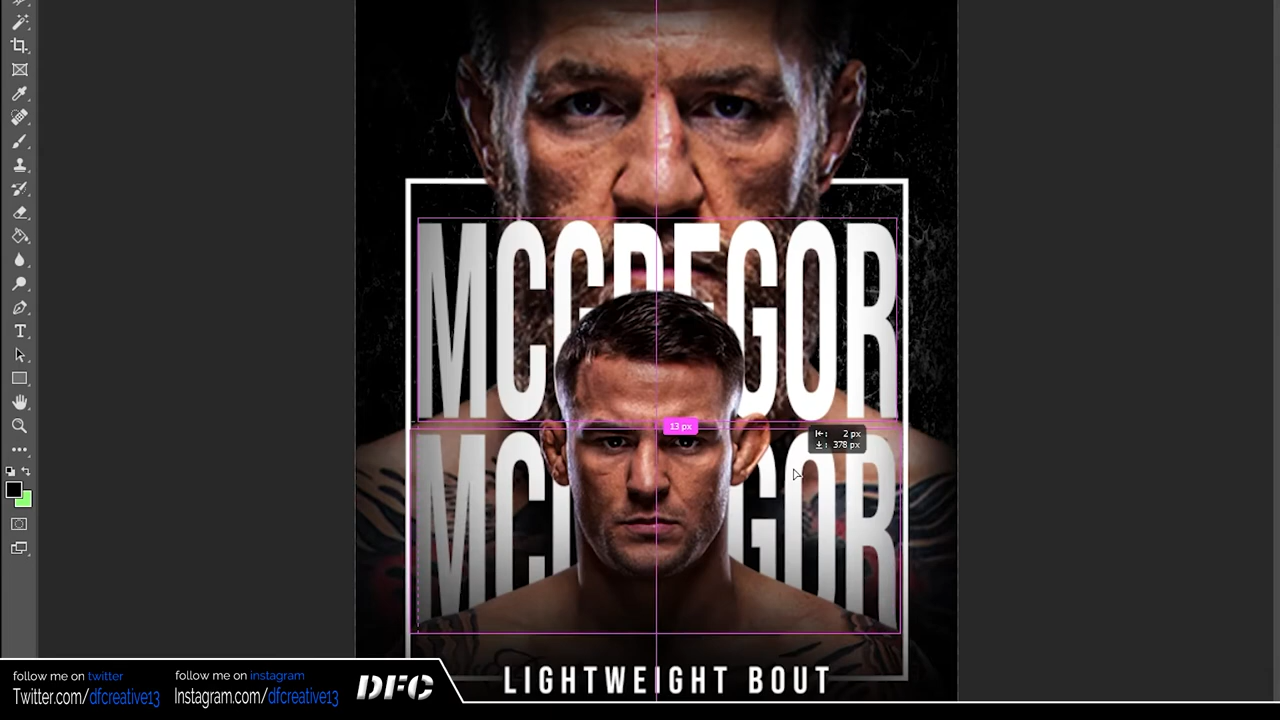 MCGREGOR
13 px
2 px
378 px
MCGREGOR
LIGHTWEIGHT BOUT
follow me on twitter
Twitter.com/dfcreative13
follow me on instagram
Instagram.com/dfcreative13
DFC